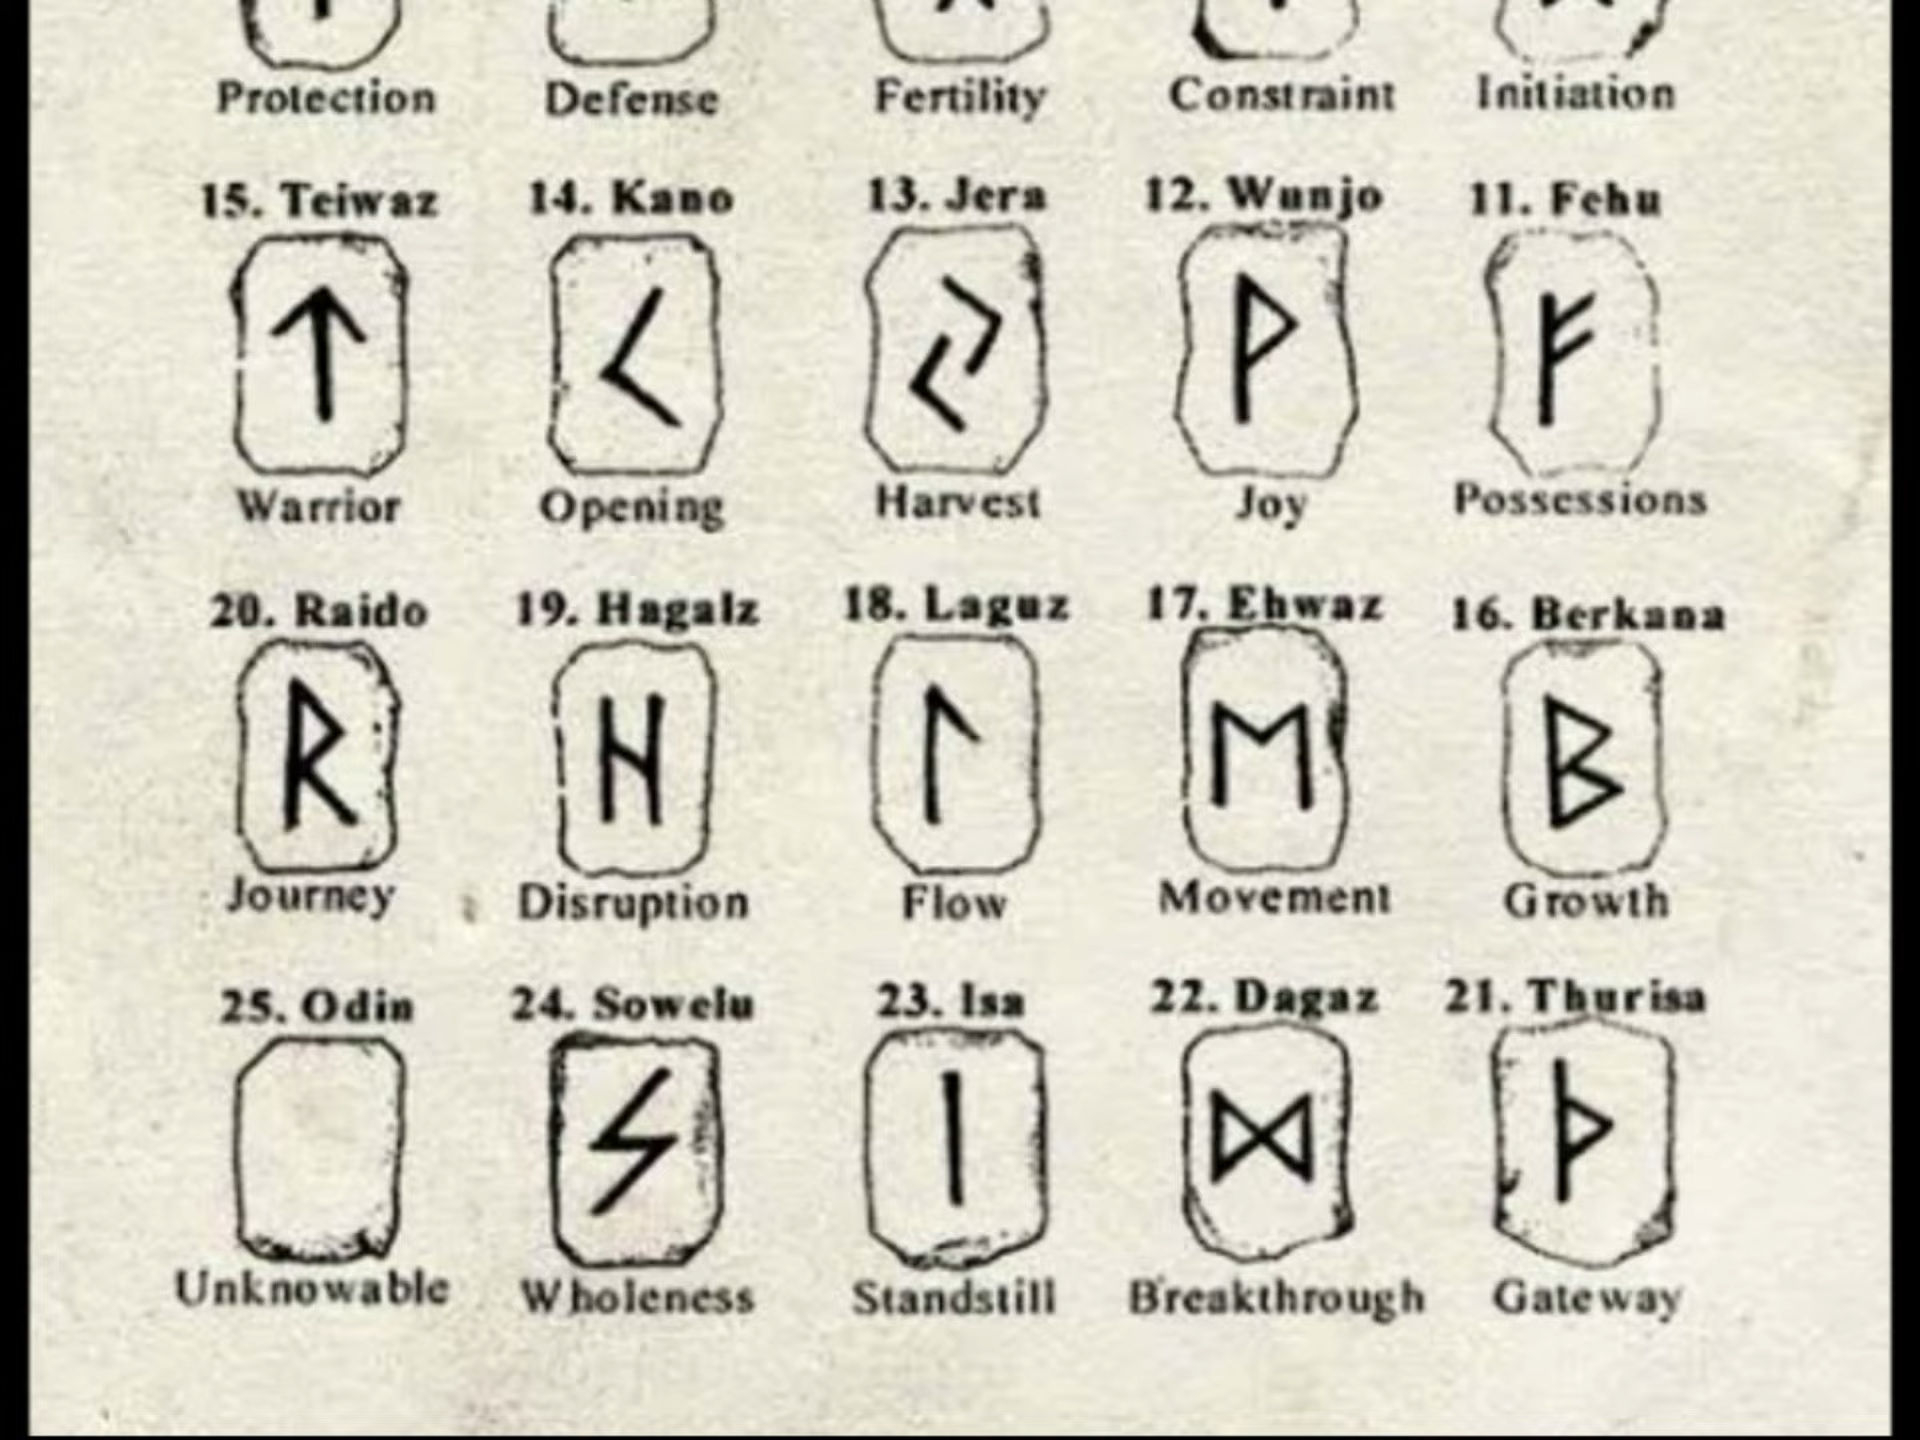 Protection Defense Fertility Constraint Initiation
15. Teiwaz 14. Kano 13. Jera 12. Wunjo 11. Fehu
ᛏ ᚲ ᛃ ᚹ ᚠ
Warrior Opening Harvest Joy Possessions
20. Raido 19. Hagalz 18. Laguz 17. Ehwaz 16. Berkana
ᚱ ᚺ ᛚ ᛖ ᛒ
Journey Disruption Flow Movement Growth
25. Odin 24. Sowelu 23. Isa 22. Dagaz 21. Thurisa
ᛋ ᛁ ᛞ ᚦ
Unknowable Wholeness Standstill Breakthrough Gateway